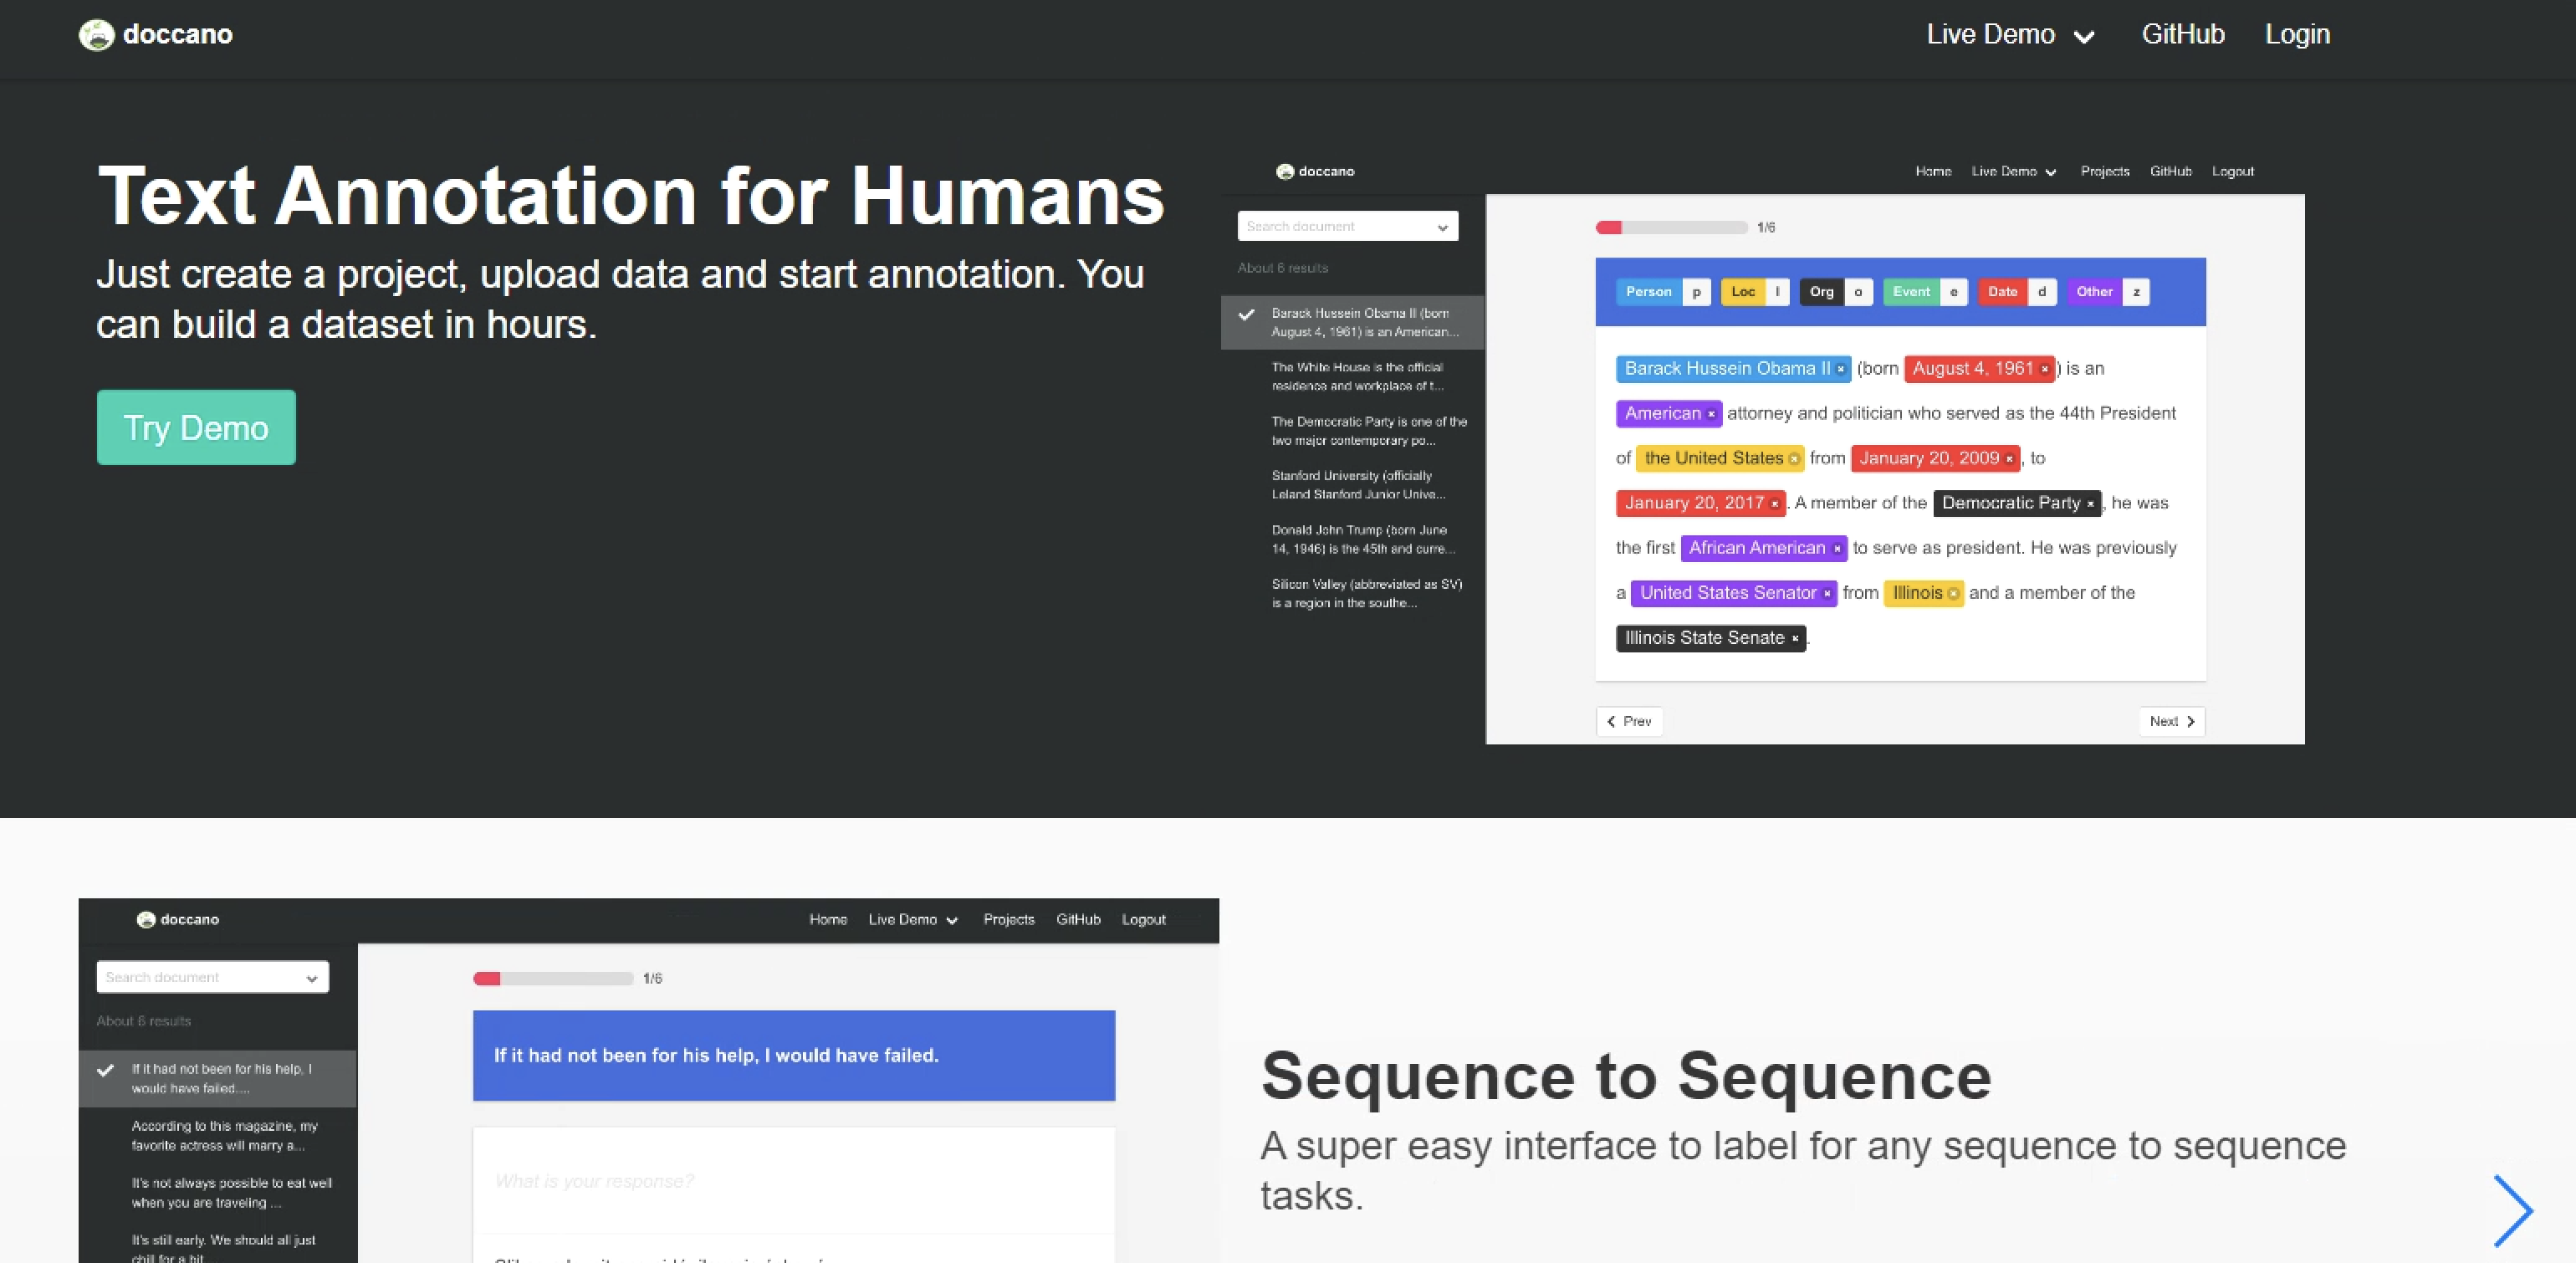 doccano
Live Demo GitHub Login
Text Annotation for Humans
Just create a project, upload data and start annotation. You
can build a dataset in hours.
Try Demo
doccano
Home Live Demo Projects GitHub Logout
Search document
About 6 results
Barack Hussein Obama II (born
August 4, 1961) is an American...
The White House is the official
residence and workplace of t...
The Democratic Party is one of the
two major contemporary po...
Stanford University (officially
Leland Stanford Junior Unive...
Donald John Trump (born June
14, 1946) is the 45th and curre...
Silicon Valley (abbreviated as SV)
is a region in the southe...
1/6
Person p Loc l Org o Event e Date d Other z
Barack Hussein Obama II (born August 4, 1961) is an
American attorney and politician who served as the 44th President
of the United States from January 20, 2009, to
January 20, 2017. A member of the Democratic Party, he was
the first African American to serve as president. He was previously
a United States Senator from Illinois and a member of the
Illinois State Senate.
Prev Next
doccano
Home Live Demo Projects GitHub Logout
Search document
About 6 results
If it had not been for his help, I
would have failed....
According to this magazine, my
favorite actress will marry a...
It's not always possible to eat well
when you are traveling ...
It's still early. We should all just
chill for a bit
1/6
If it had not been for his help, I would have failed.
What is your response?
Sequence to Sequence
A super easy interface to label for any sequence to sequence
tasks.